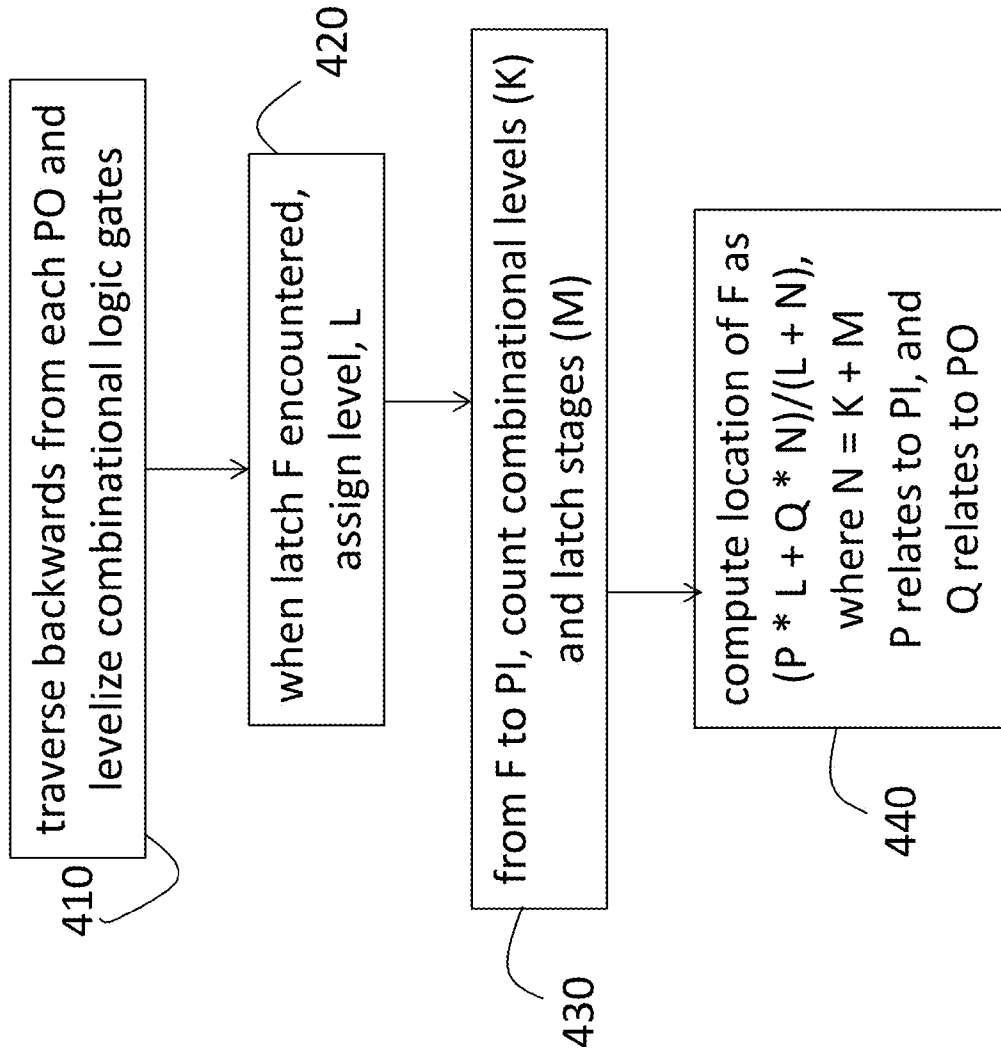 traverse backwards from each PO and
levelize combinational logic gates
410
when latch F encountered,
assign level, L
420
from F to PI, count combinational levels (K)
and latch stages (M)
430
compute location of F as
(P * L + Q * N)/(L + N),
where N = K + M
P relates to PI, and
Q relates to PO
440